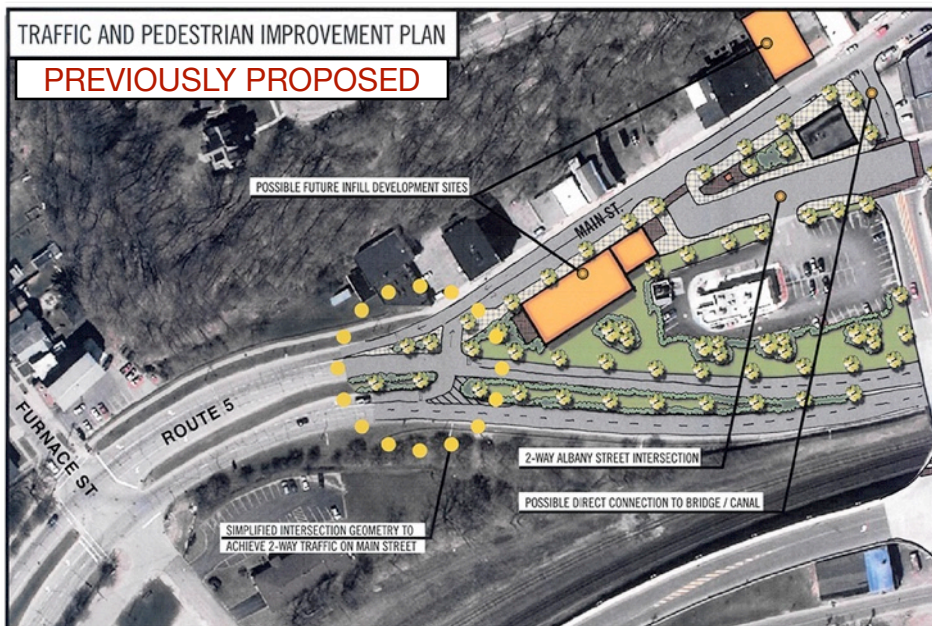 TRAFFIC AND PEDESTRIAN IMPROVEMENT PLAN
PREVIOUSLY PROPOSED
POSSIBLE FUTURE INFILL DEVELOPMENT SITES
MAIN ST.
ROUTE 5
FURNACE ST
2-WAY ALBANY STREET INTERSECTION
POSSIBLE DIRECT CONNECTION TO BRIDGE / CANAL
SIMPLIFIED INTERSECTION GEOMETRY TO
ACHIEVE 2-WAY TRAFFIC ON MAIN STREET